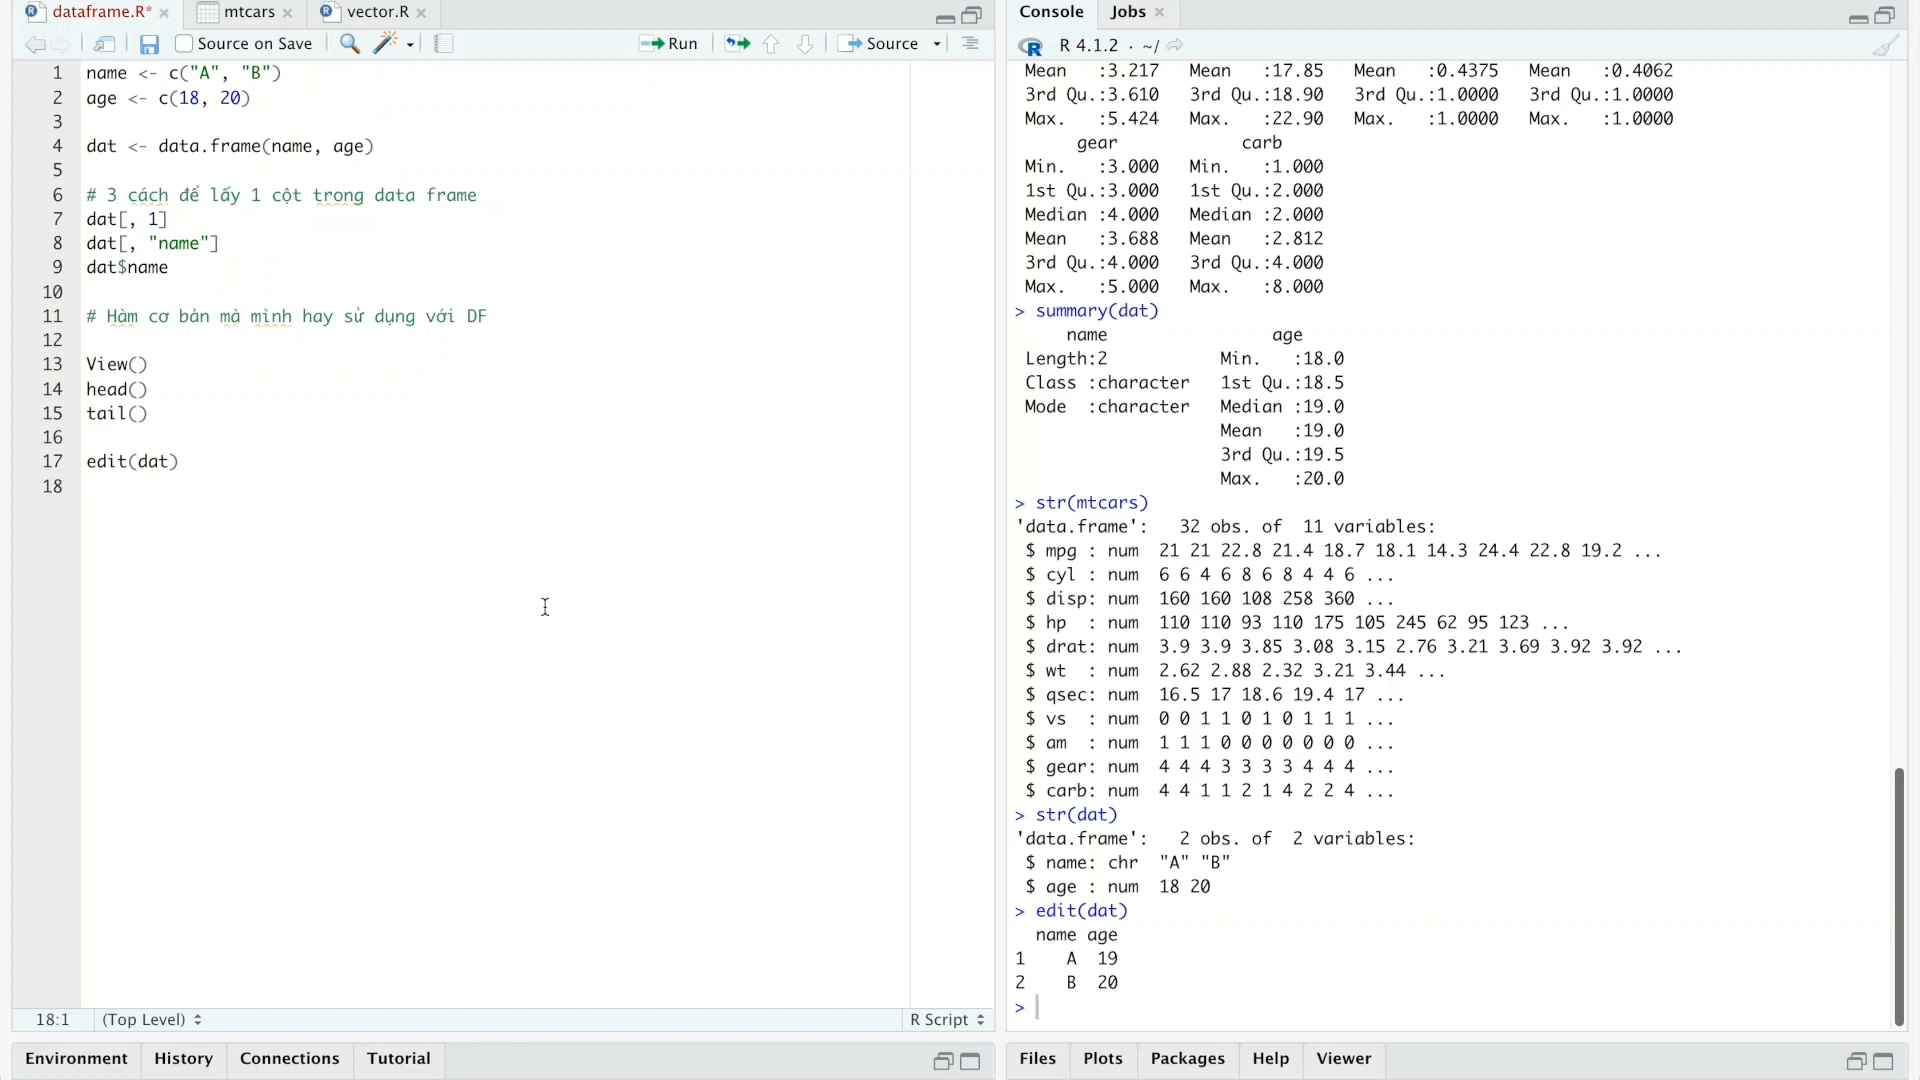 dataframe.R*
mtcars
vector.R
Source on Save
Run
Source
1 name <- c("A", "B")
2 age <- c(18, 20)
3
4 dat <- data.frame(name, age)
5
6 # 3 cách để lấy 1 cột trong data frame
7 dat[, 1]
8 dat[, "name"]
9 dat$name
10
11 # Hàm cơ bản mà mình hay sử dụng với DF
12
13 View()
14 head()
15 tail()
16
17 edit(dat)
18
18:1 (Top Level) R Script
Environment History Connections Tutorial
Console Jobs
R 4.1.2 · ~/
Mean :3.217 Mean :17.85 Mean :0.4375 Mean :0.4062
3rd Qu.:3.610 3rd Qu.:18.90 3rd Qu.:1.0000 3rd Qu.:1.0000
Max. :5.424 Max. :22.90 Max. :1.0000 Max. :1.0000
gear carb
Min. :3.000 Min. :1.000
1st Qu.:3.000 1st Qu.:2.000
Median :4.000 Median :2.000
Mean :3.688 Mean :2.812
3rd Qu.:4.000 3rd Qu.:4.000
Max. :5.000 Max. :8.000
> summary(dat)
name age
Length:2 Min. :18.0
Class :character 1st Qu.:18.5
Mode :character Median :19.0
Mean :19.0
3rd Qu.:19.5
Max. :20.0
> str(mtcars)
'data.frame': 32 obs. of 11 variables:
$ mpg : num 21 21 22.8 21.4 18.7 18.1 14.3 24.4 22.8 19.2 ...
$ cyl : num 6 6 4 6 8 6 8 4 4 6 ...
$ disp: num 160 160 108 258 360 ...
$ hp : num 110 110 93 110 175 105 245 62 95 123 ...
$ drat: num 3.9 3.9 3.85 3.08 3.15 2.76 3.21 3.69 3.92 3.92 ...
$ wt : num 2.62 2.88 2.32 3.21 3.44 ...
$ qsec: num 16.5 17 18.6 19.4 17 ...
$ vs : num 0 0 1 1 0 1 0 1 1 1 ...
$ am : num 1 1 1 0 0 0 0 0 0 0 ...
$ gear: num 4 4 4 3 3 3 3 4 4 4 ...
$ carb: num 4 4 1 1 2 1 4 2 2 4 ...
> str(dat)
'data.frame': 2 obs. of 2 variables:
$ name: chr "A" "B"
$ age : num 18 20
> edit(dat)
name age
1 A 19
2 B 20
>
Files Plots Packages Help Viewer